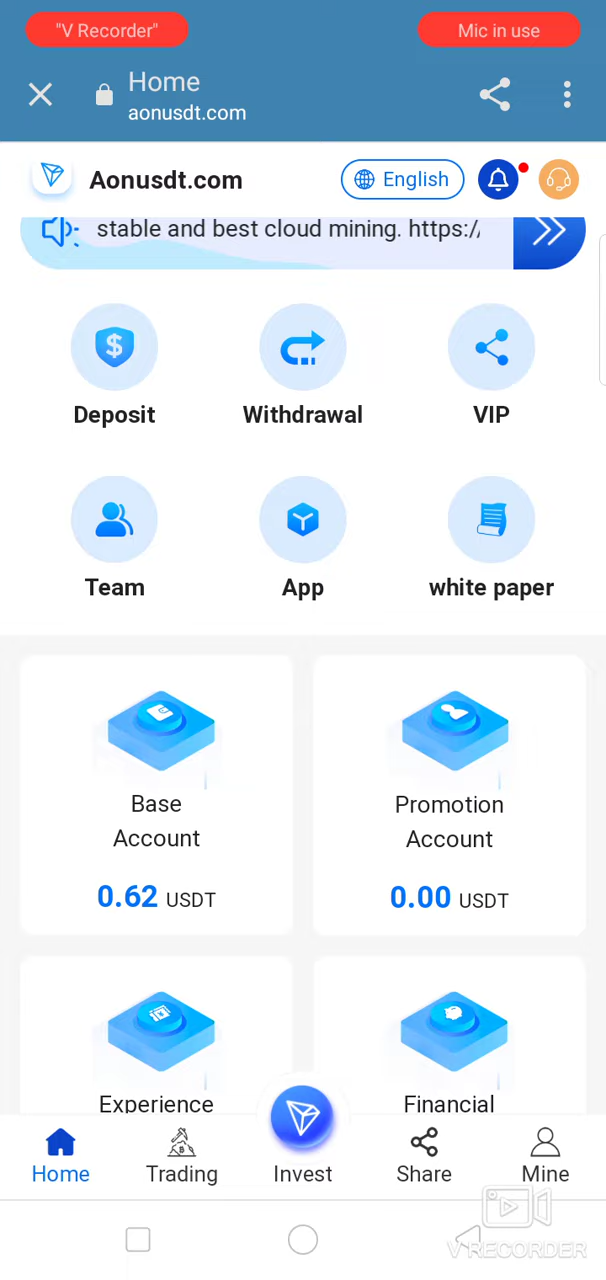 "V Recorder"
Mic in use
Home
aonusdt.com
Aonusdt.com
English
stable and best cloud mining. https:/
Deposit
Withdrawal
VIP
Team
App
white paper
Base
Account
0.62 USDT
Promotion
Account
0.00 USDT
Experience
Financial
Home
Trading
Invest
Share
Mine
V RECORDER